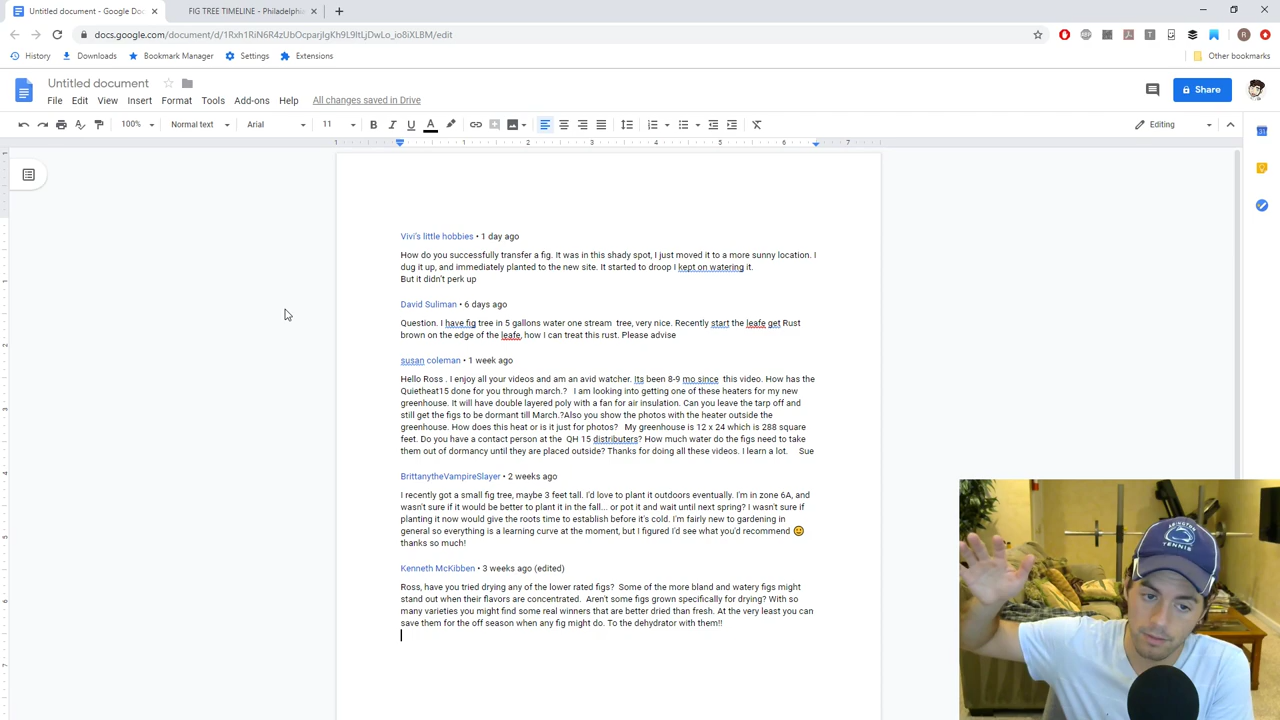 Untitled document - Google Doc
FIG TREE TIMELINE - Philadelphia
docs.google.com/document/d/1Rxh1RiN6R4zUbOcparjIgKh9L9ItLjDwLo_io8iXLBM/edit
History Downloads Bookmark Manager Settings Extensions Other bookmarks
Untitled document
File Edit View Insert Format Tools Add-ons Help All changes saved in Drive
Share
100% Normal text Arial 11 B I U A Editing
1 1 2 3 4 5 6 7
Vivi's little hobbies • 1 day ago
How do you successfully transfer a fig. It was in this shady spot, I just moved it to a more sunny location. I
dug it up, and immediately planted to the new site. It started to droop I kept on watering it.
But it didn't perk up
David Suliman • 6 days ago
Question. I have.fig tree in 5 gallons water one stream  tree, very nice. Recently start the leafe get Rust
brown on the edge of the leafe, how I can treat this rust. Please advise
susan coleman • 1 week ago
Hello Ross . I enjoy all your videos and am an avid watcher. Its been 8-9 mo since  this video. How has the
Quietheat15 done for you through march.?   I am looking into getting one of these heaters for my new
greenhouse. It will have double layered poly with a fan for air insulation. Can you leave the tarp off and
still get the figs to be dormant till March.?Also you show the photos with the heater outside the
greenhouse. How does this heat or is it just for photos?   My greenhouse is 12 x 24 which is 288 square
feet. Do you have a contact person at the  QH 15 distributers? How much water do the figs need to take
them out of dormancy until they are placed outside? Thanks for doing all these videos. I learn a lot.    Sue
BrittanytheVampireSlayer • 2 weeks ago
I recently got a small fig tree, maybe 3 feet tall. I'd love to plant it outdoors eventually. I'm in zone 6A, and
wasn't sure if it would be better to plant it in the fall... or pot it and wait until next spring? I wasn't sure if
planting it now would give the roots time to establish before it's cold. I'm fairly new to gardening in
general so everything is a learning curve at the moment, but I figured I'd see what you'd recommend 🙂
thanks so much!
Kenneth McKibben • 3 weeks ago (edited)
Ross, have you tried drying any of the lower rated figs?  Some of the more bland and watery figs might
stand out when their flavors are concentrated.  Aren't some figs grown specifically for drying? With so
many varieties you might find some real winners that are better dried than fresh. At the very least you can
save them for the off season when any fig might do. To the dehydrator with them!!
ABINGTON
TENNIS